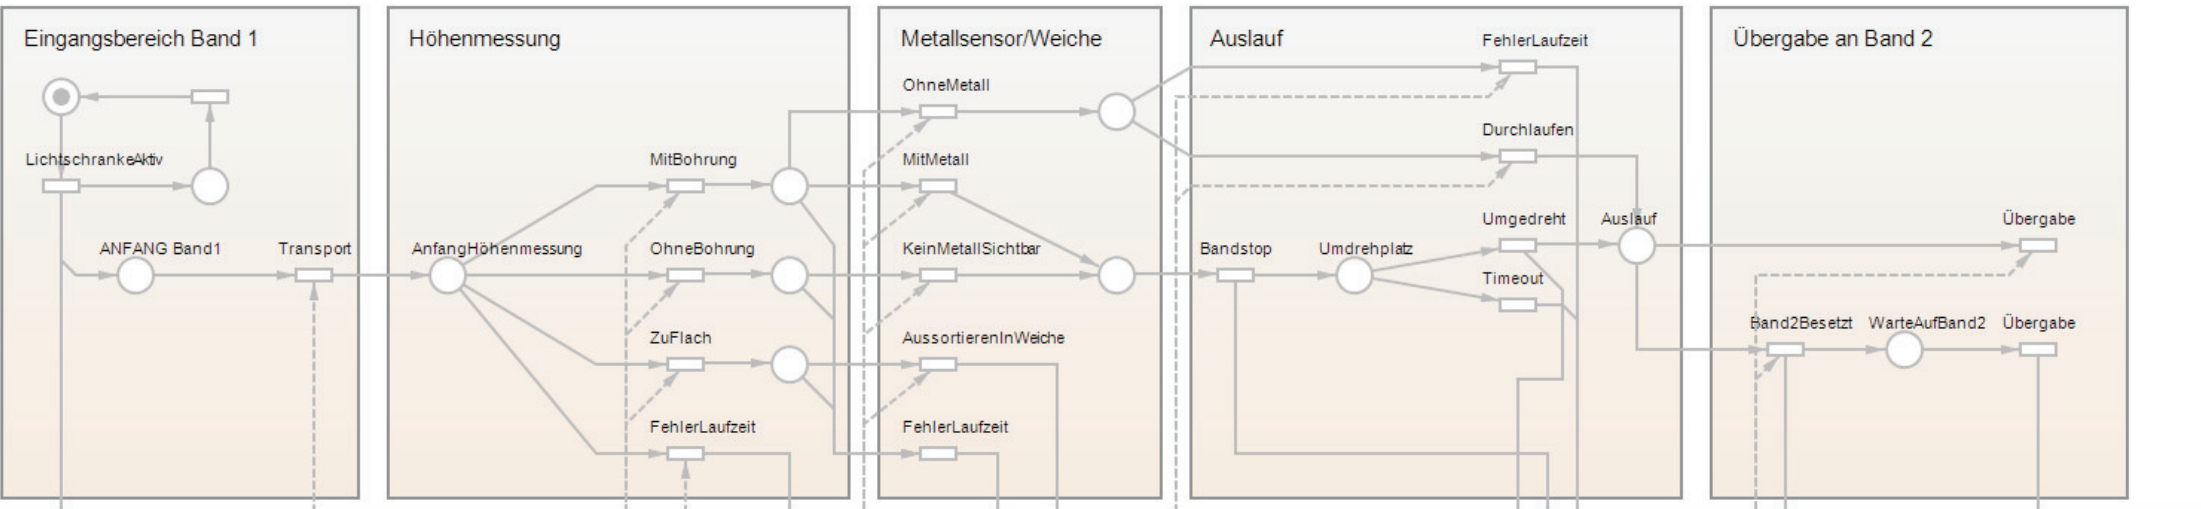 Eingangsbereich Band 1
LichtschrankeAktiv
ANFANG Band1
Transport
Höhenmessung
MitBohrung
AnfangHöhenmessung
OhneBohrung
ZuFlach
FehlerLaufzeit
Metallsensor/Weiche
OhneMetall
MitMetall
KeinMetallSichtbar
AussortierenInWeiche
FehlerLaufzeit
Auslauf
FehlerLaufzeit
Durchlaufen
Umgedreht
Auslauf
Bandstop
Umdrehplatz
Timeout
Übergabe an Band 2
Übergabe
Band2Besetzt
WarteAufBand2
Übergabe